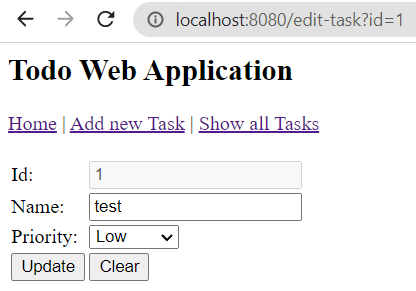 localhost:8080/edit-task?id=1
Todo Web Application
Home | Add new Task | Show all Tasks
Id: 1
Name: test
Priority: Low
Update Clear